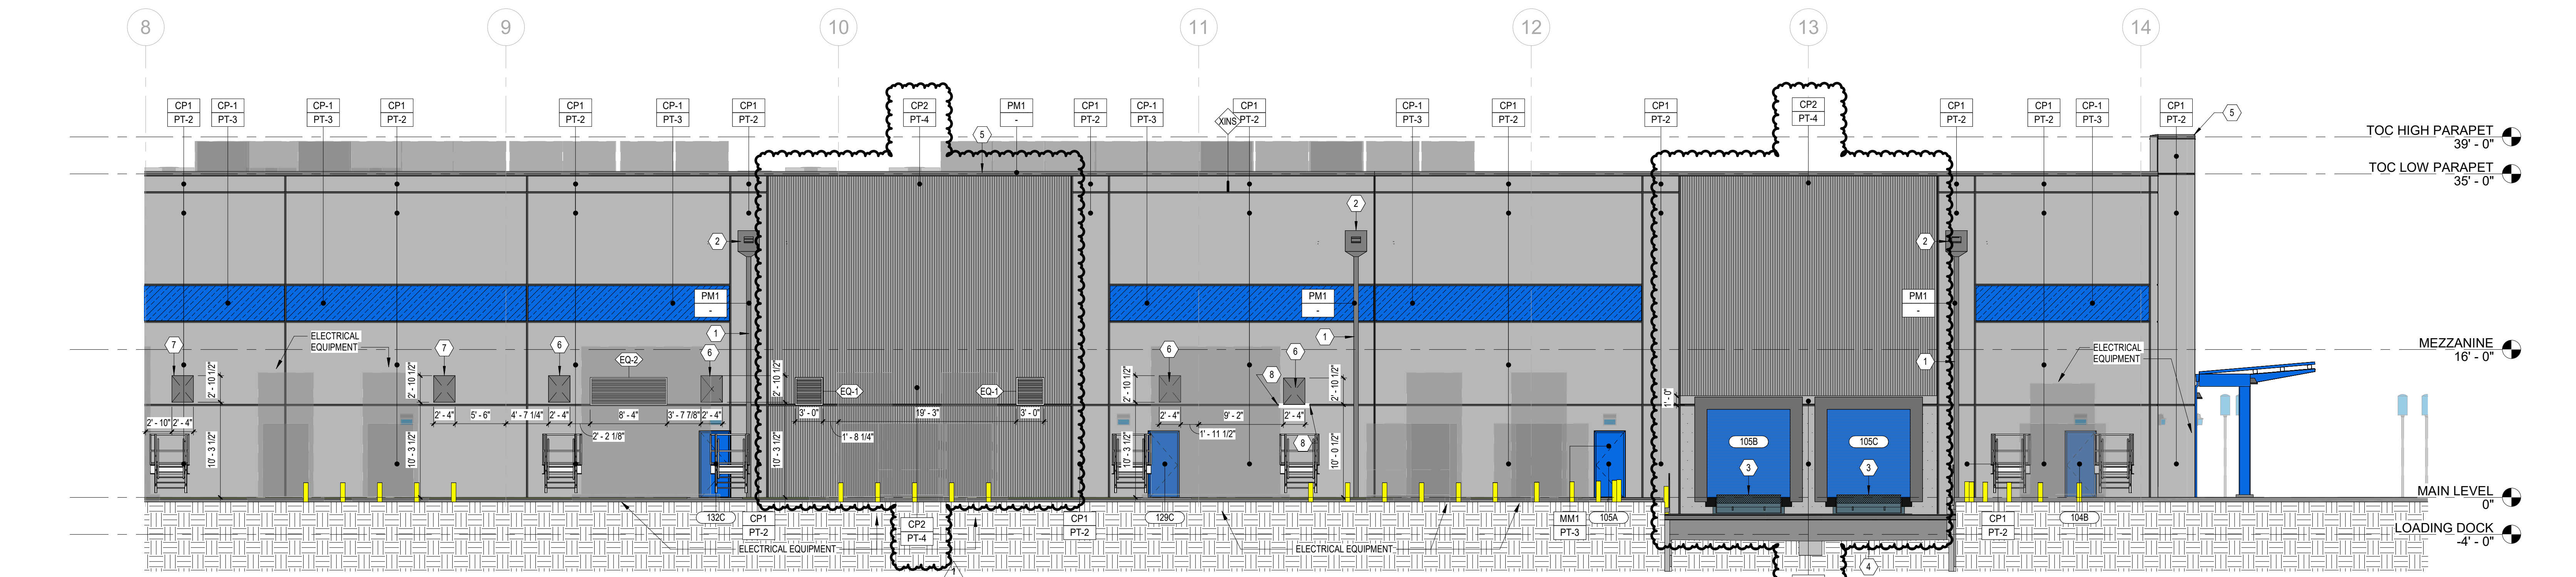 8
9
10
11
12
13
14
CP1
PT-2
CP-1
PT-3
CP-1
PT-3
CP1
PT-2
CP1
PT-2
CP-1
PT-3
CP1
PT-2
CP2
PT-4
PM1
-
CP1
PT-2
CP-1
PT-3
XINS
CP1
PT-2
CP-1
PT-3
CP1
PT-2
CP1
PT-2
CP2
PT-4
CP1
PT-2
CP1
PT-2
CP-1
PT-3
CP1
PT-2
5
5
TOC HIGH PARAPET
39' - 0"
TOC LOW PARAPET
35' - 0"
2
2
2
PM1
-
PM1
-
PM1
-
1
1
1
ELECTRICAL
EQUIPMENT
ELECTRICAL
EQUIPMENT
MEZZANINE
16' - 0"
7
7
6
EQ-2
6
EQ-1
EQ-1
6
6
8
8
2' - 10 1/2"
2' - 10 1/2"
2' - 10 1/2"
2' - 10 1/2"
2' - 10 1/2"
1' - 0"
2' - 10"
2' - 4"
2' - 4"
5' - 6"
4' - 7 1/4"
2' - 4"
8' - 4"
3' - 7 7/8"
2' - 4"
3' - 0"
19' - 3"
3' - 0"
2' - 4"
9' - 2"
2' - 4"
2' - 2 1/8"
1' - 8 1/4"
1' - 11 1/2"
10' - 3 1/2"
10' - 3 1/2"
10' - 3 1/2"
10' - 3 1/2"
10' - 0 1/2"
105B
105C
3
3
MAIN LEVEL
0"
132C
CP1
PT-2
CP2
PT-4
CP1
PT-2
129C
MM1
PT-3
105A
CP1
PT-2
104B
ELECTRICAL EQUIPMENT
ELECTRICAL EQUIPMENT
LOADING DOCK
-4' - 0"
1
4